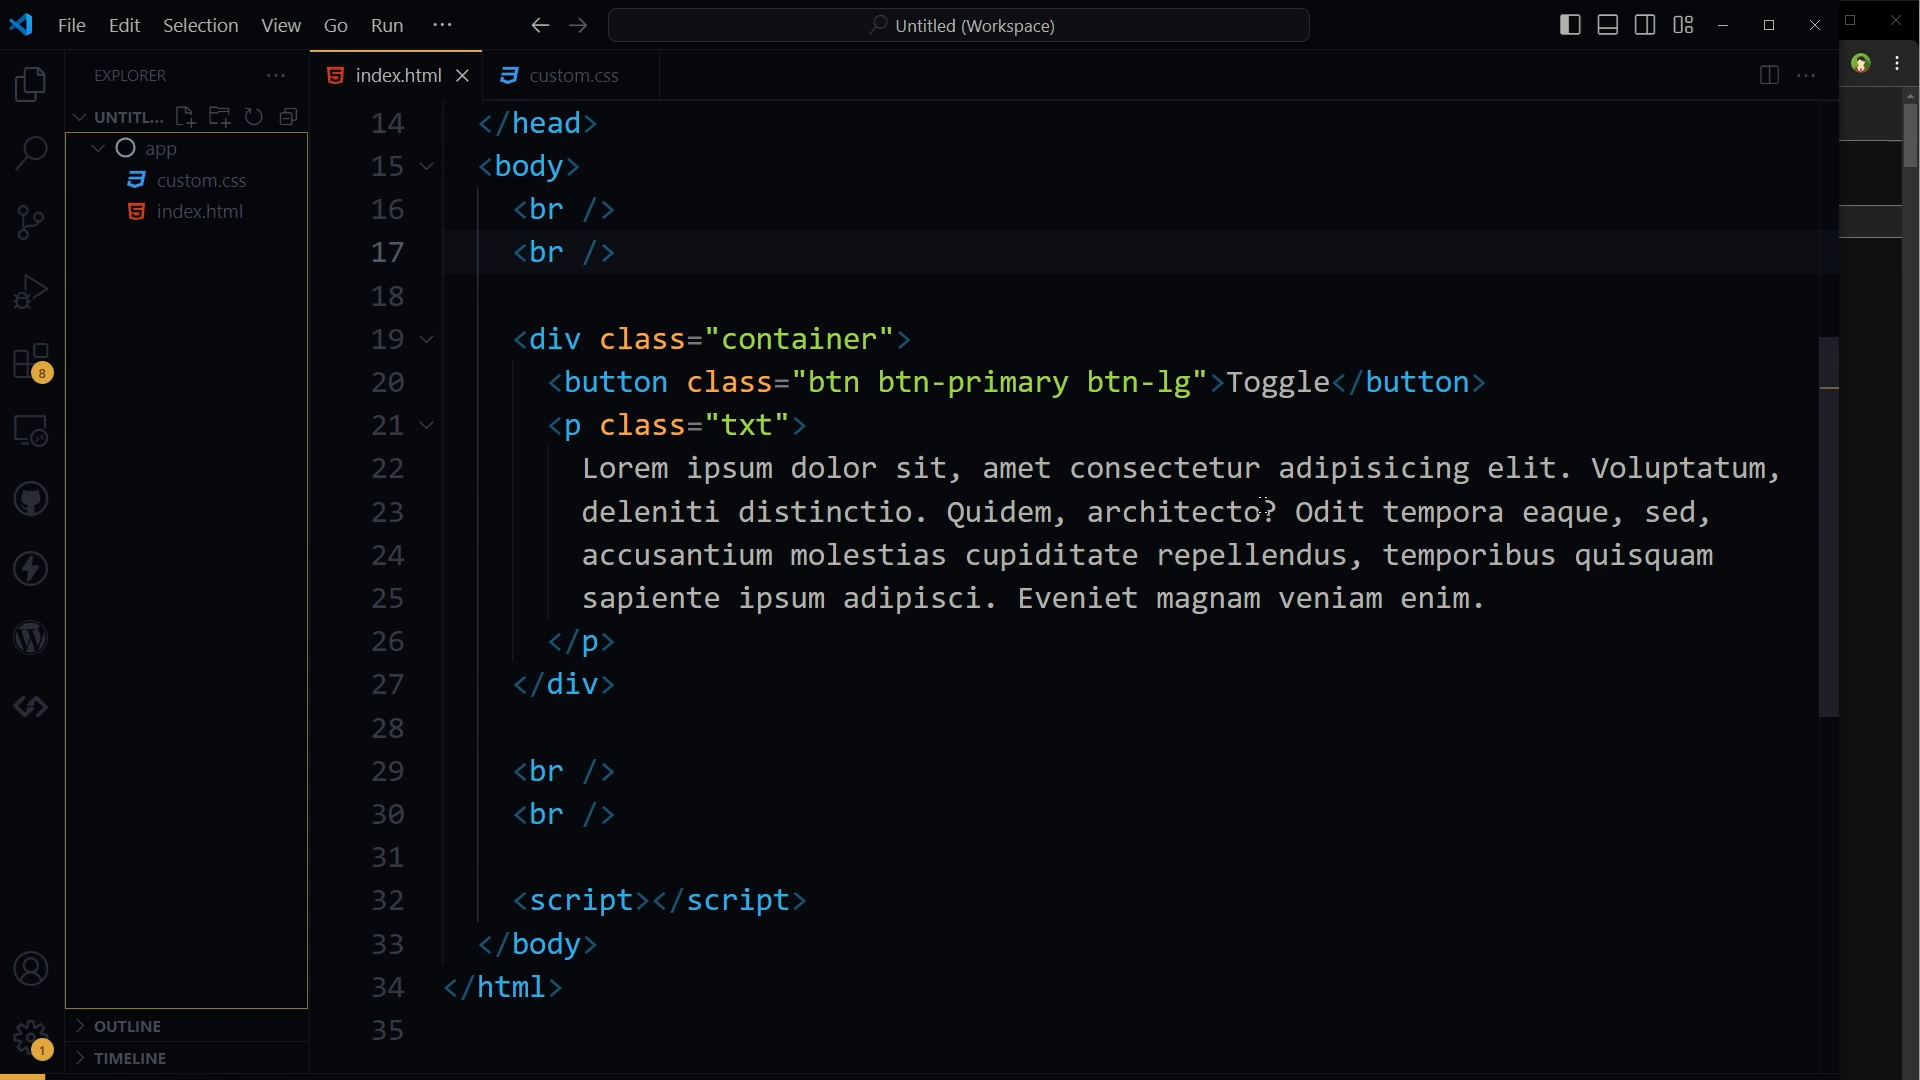 File Edit Selection View Go Run ···
Untitled (Workspace)
EXPLORER
index.html
custom.css
UNTITL...
app
custom.css
index.html
8
1
OUTLINE
TIMELINE
14 </head>
15 <body>
16 <br />
17 <br />
18
19 <div class="container">
20 <button class="btn btn-primary btn-lg">Toggle</button>
21 <p class="txt">
22 Lorem ipsum dolor sit, amet consectetur adipisicing elit. Voluptatum,
23 deleniti distinctio. Quidem, architecto? Odit tempora eaque, sed,
24 accusantium molestias cupiditate repellendus, temporibus quisquam
25 sapiente ipsum adipisci. Eveniet magnam veniam enim.
26 </p>
27 </div>
28
29 <br />
30 <br />
31
32 <script></script>
33 </body>
34 </html>
35